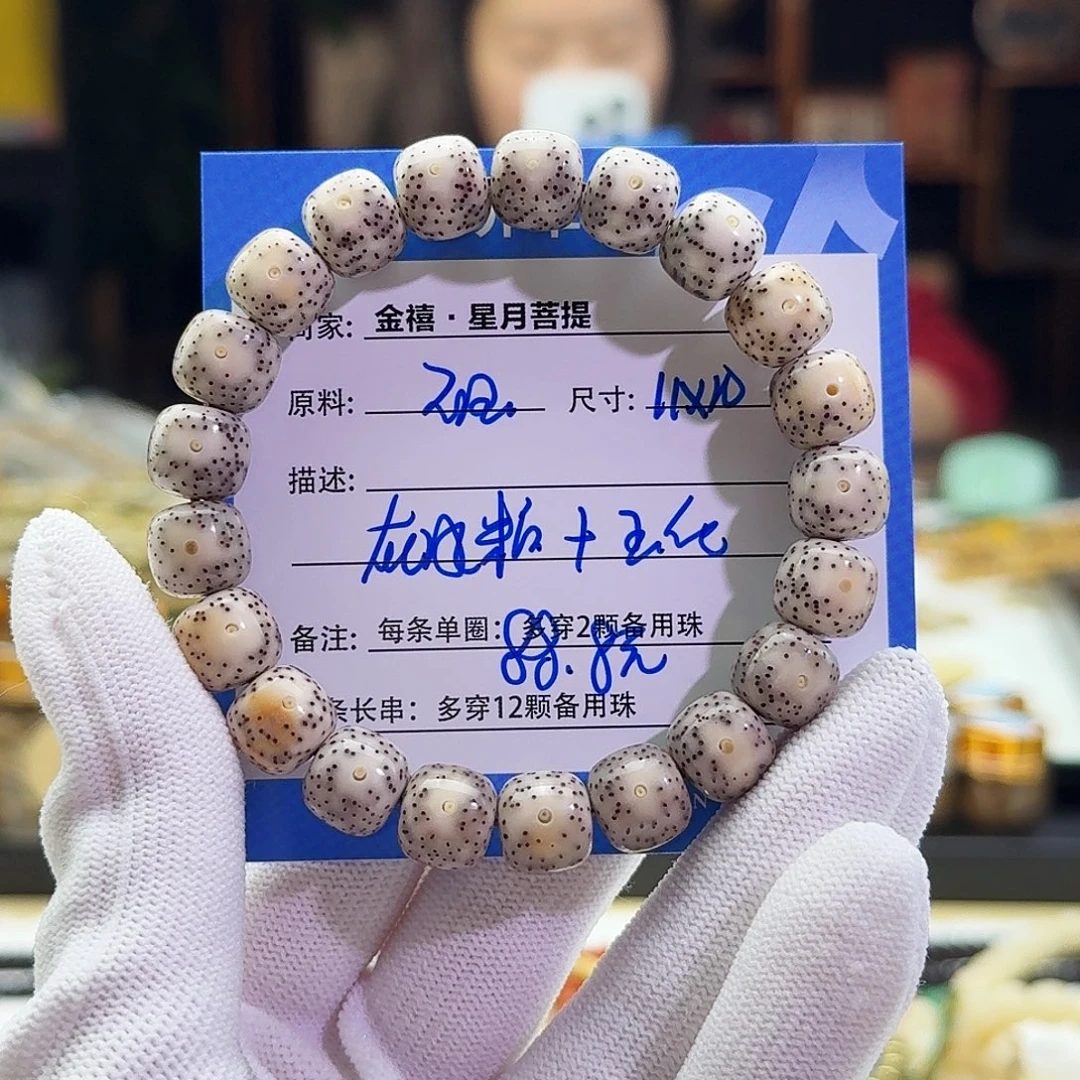 家: 金禧·星月菩提
原料: 尺寸: 11X10
描述:
+玉化
备注: 每条单圈：多穿2颗备用珠
88.8元
条长串：多穿12颗备用珠